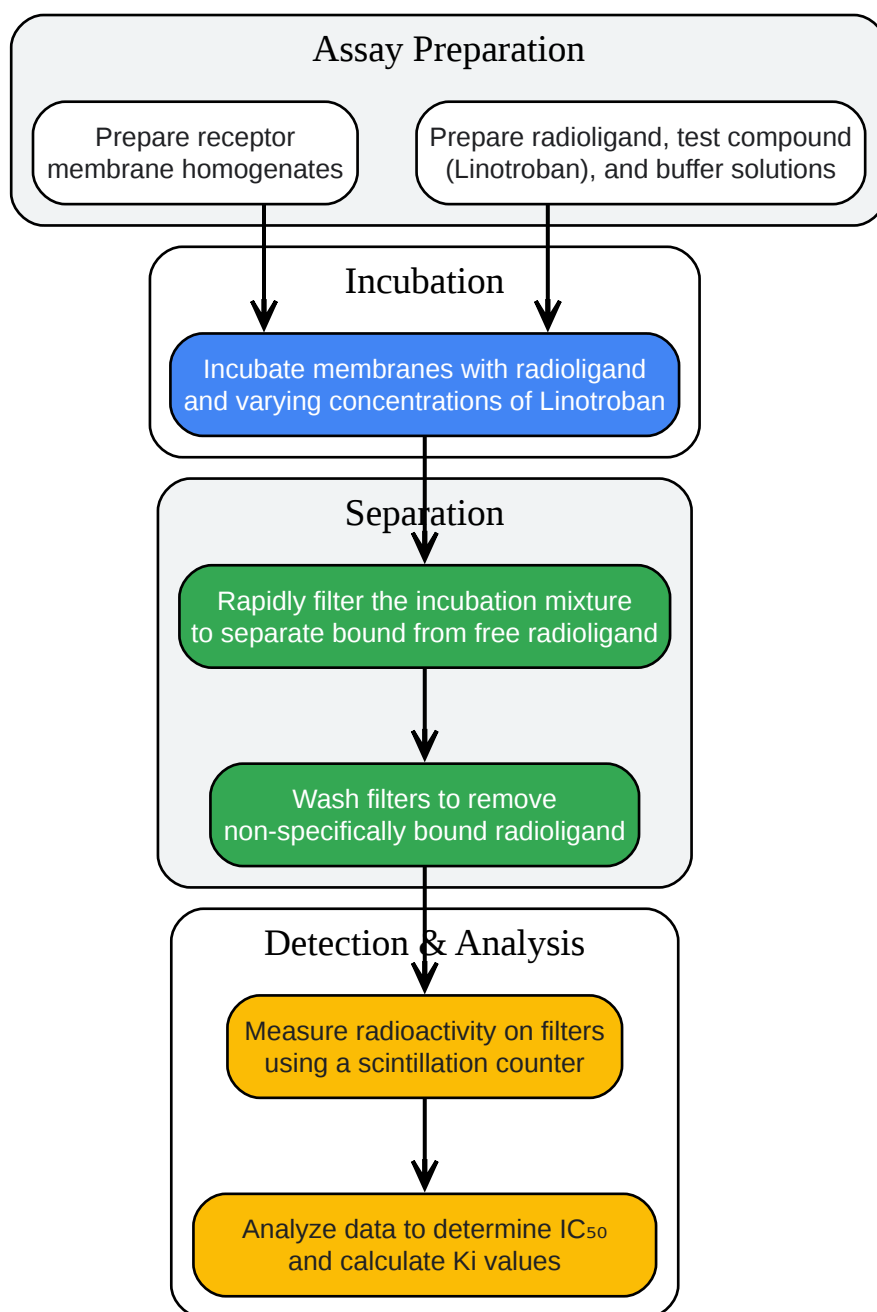 Assay Preparation
Prepare receptor
membrane homogenates
Prepare radioligand, test compound
(Linotroban), and buffer solutions
Incubation
Incubate membranes with radioligand
and varying concentrations of Linotroban
Separation
Rapidly filter the incubation mixture
to separate bound from free radioligand
Wash filters to remove
non-specifically bound radioligand
Detection & Analysis
Measure radioactivity on filters
using a scintillation counter
Analyze data to determine IC₅₀
and calculate Ki values